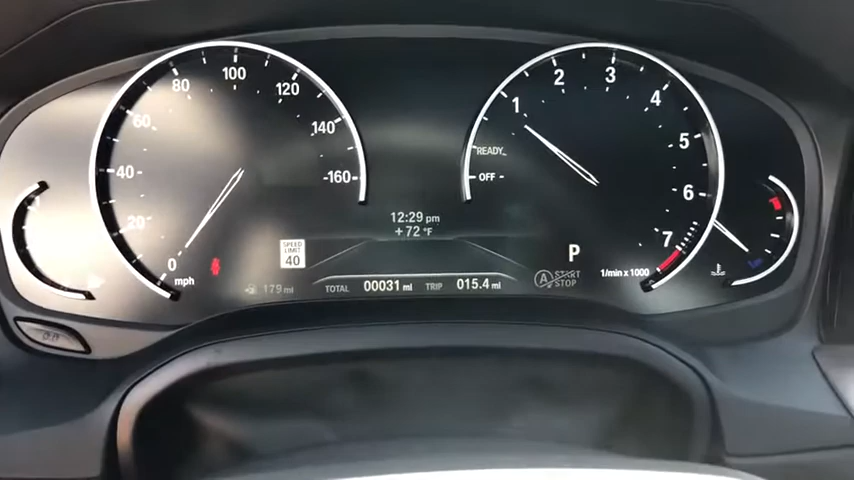 80 100 120
60 140
40 160
20
0 mph
1 2 3 4
READY 5
OFF 6
7
12:29 pm
+72 °F
SPEED
LIMIT
40
P
A START
STOP
1/min x 1000
179 mi
TOTAL 00031 mi TRIP 015.4 mi
0.0